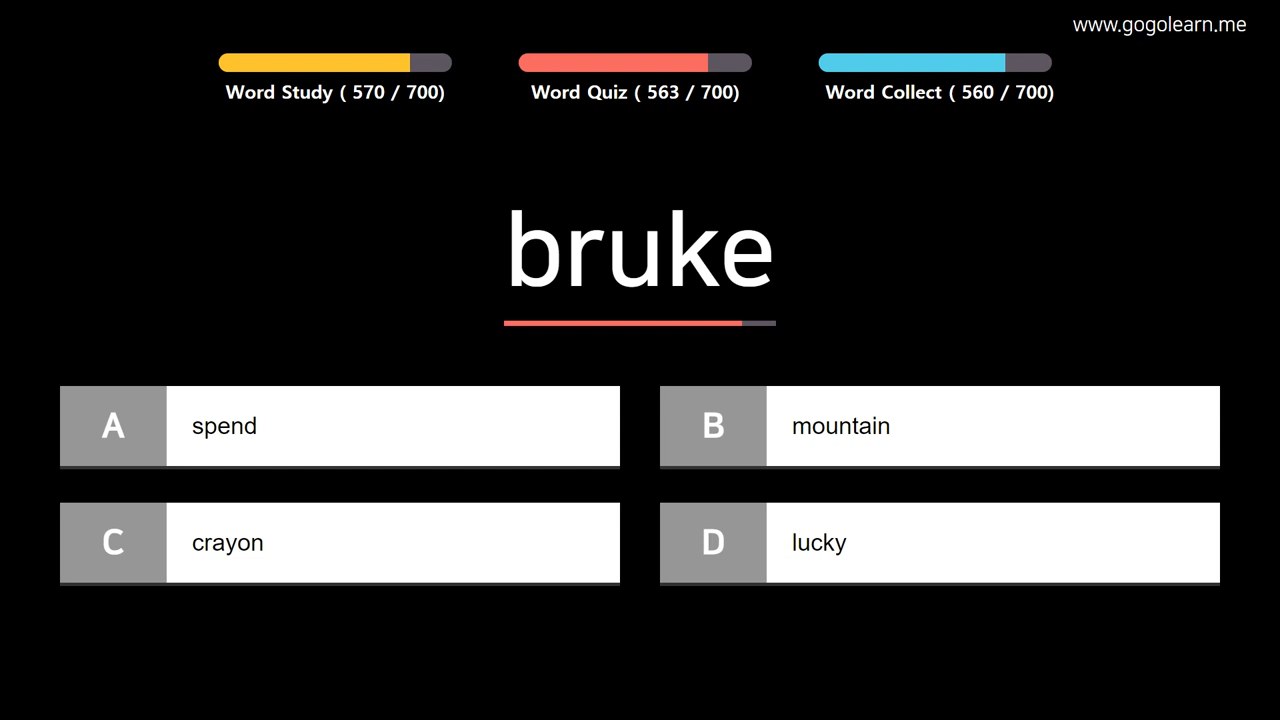 www.gogolearn.me
Word Study ( 570 / 700)
Word Quiz ( 563 / 700)
Word Collect ( 560 / 700)
bruke
A spend
B mountain
C crayon
D lucky